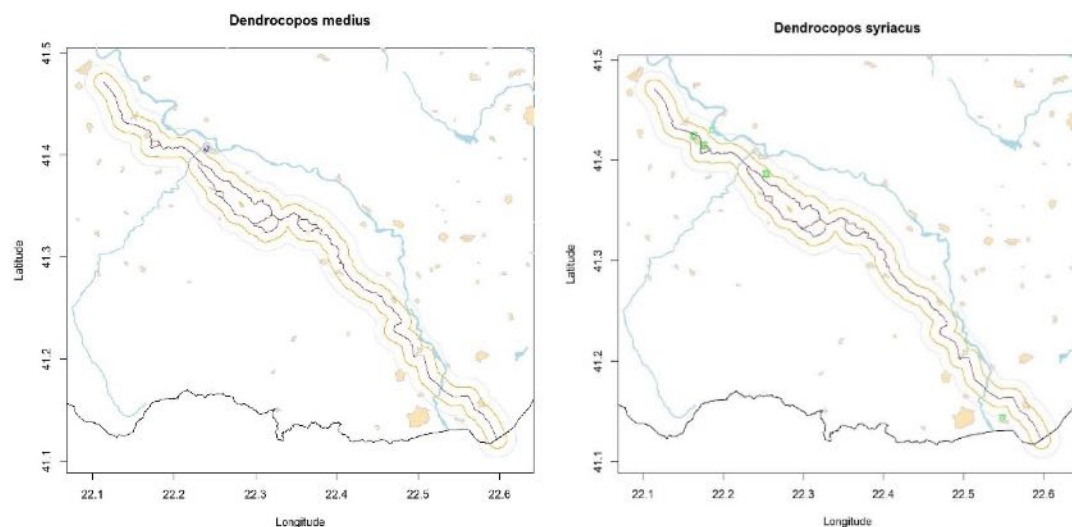 Dendrocopos medius
41.5
41.4
41.3
41.2
41.1
Latitude
22.1 22.2 22.3 22.4 22.5 22.6
Longitude
Dendrocopos syriacus
41.5
41.4
41.3
41.2
41.1
Latitude
22.1 22.2 22.3 22.4 22.5 22.6
Longitude